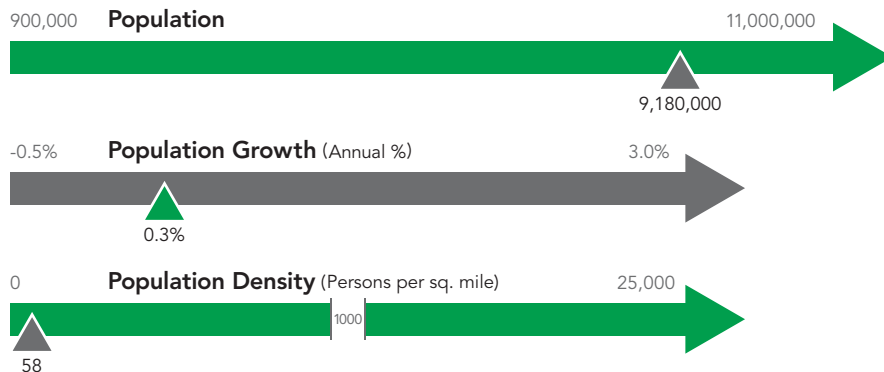 900,000 Population 11,000,000
9,180,000
-0.5% Population Growth (Annual %) 3.0%
0.3%
0 Population Density (Persons per sq. mile) 25,000
1000
58